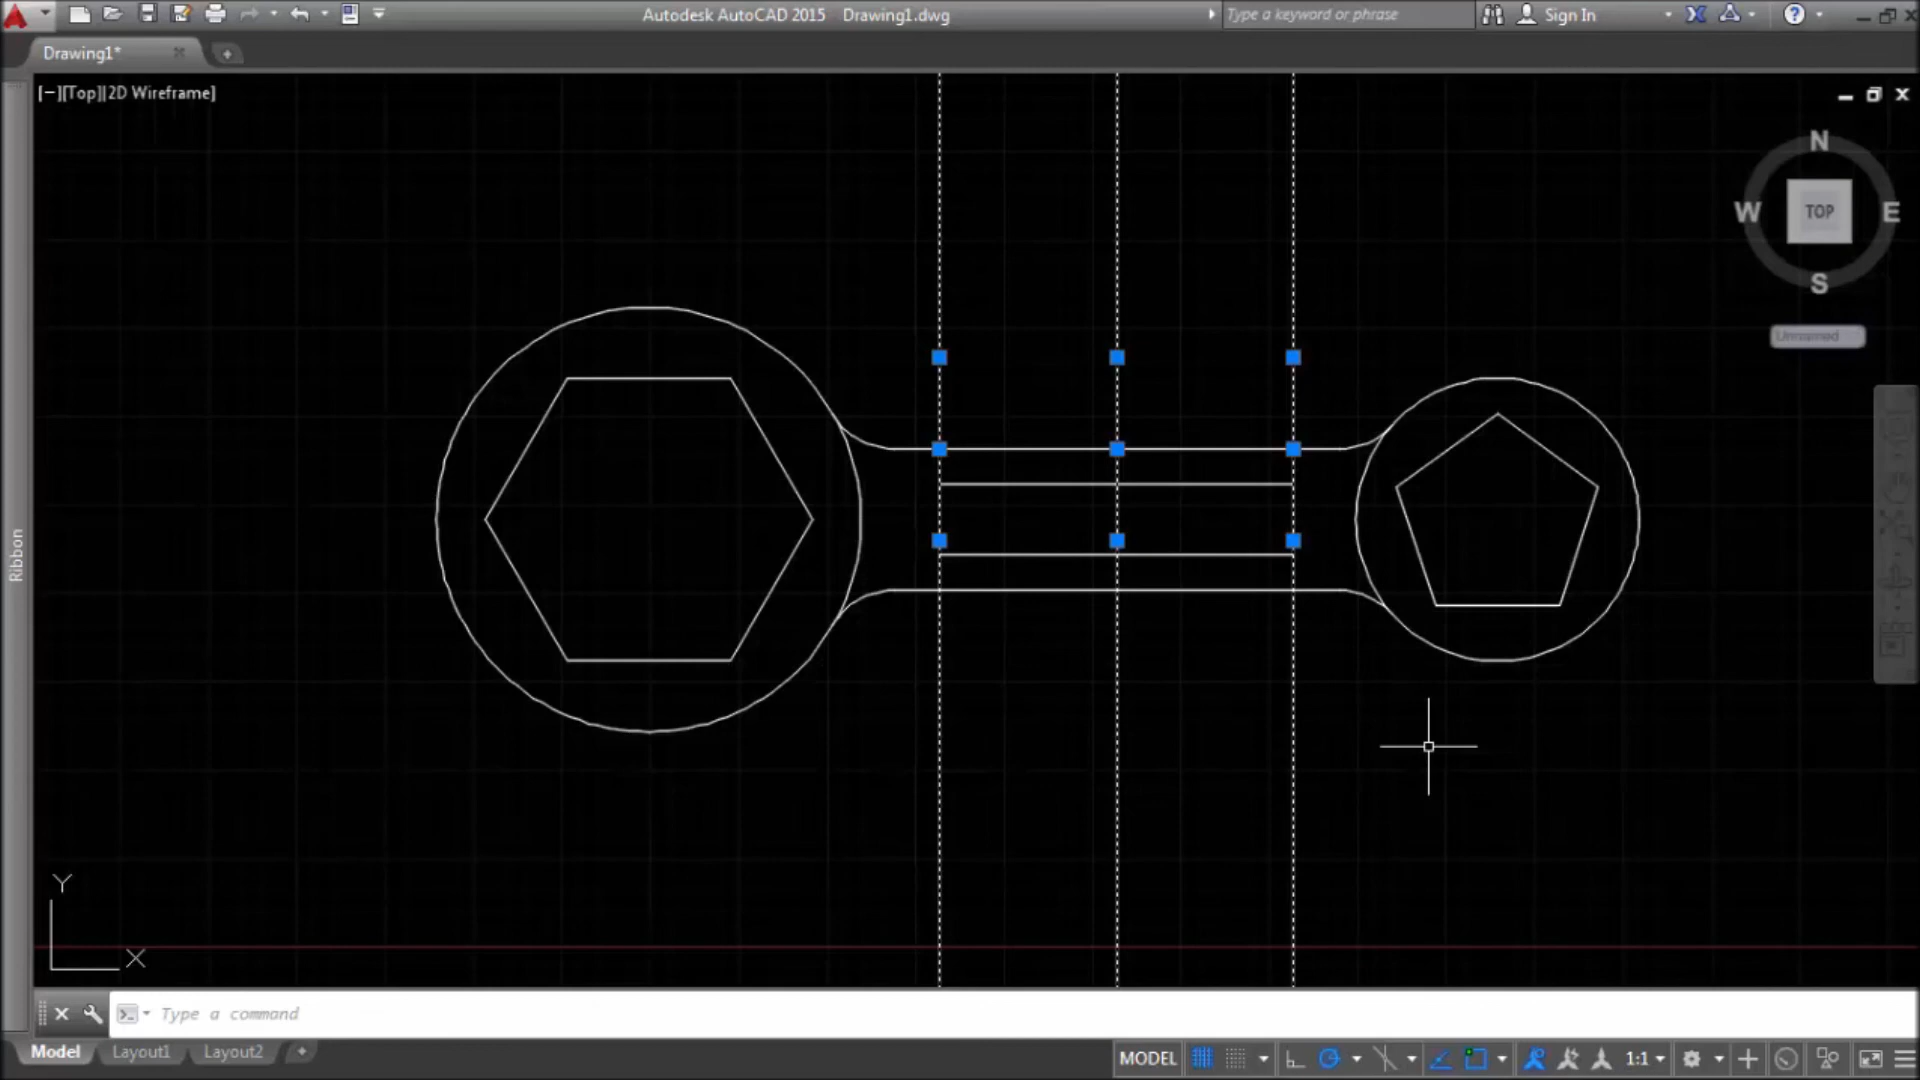 Autodesk AutoCAD 2015 Drawing1.dwg
Type a keyword or phrase
Sign In
Drawing1*
[−][Top][2D Wireframe]
N
W
TOP
E
S
Unnamed
Ribbon
Y
X
Type a command
Model
Layout1
Layout2
MODEL
1:1